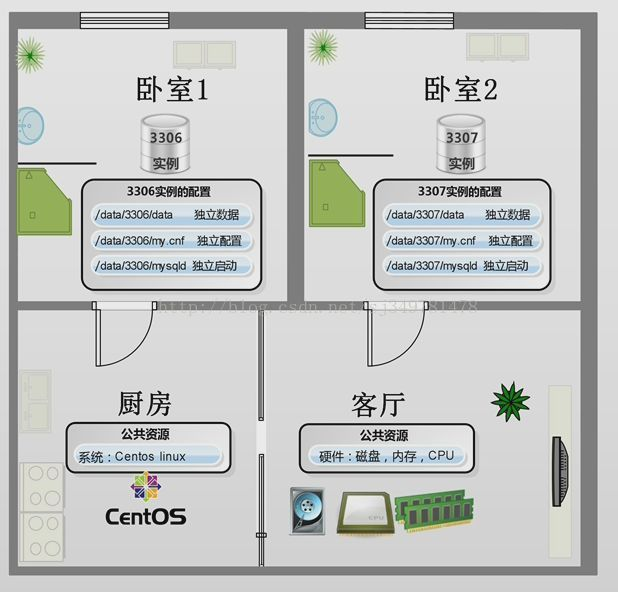 卧室1
卧室2
3306
实例
3307
实例
3306实例的配置
/data/3306/data 独立数据
/data/3306/my.cnf 独立配置
/data/3306/mysqld 独立启动
3307实例的配置
/data/3307/data 独立数据
/data/3307/my.cnf 独立配置
/data/3307/mysqld 独立启动
厨房
公共资源
系统：Centos linux
CentOS
客厅
公共资源
硬件：磁盘，内存，CPU
CPU